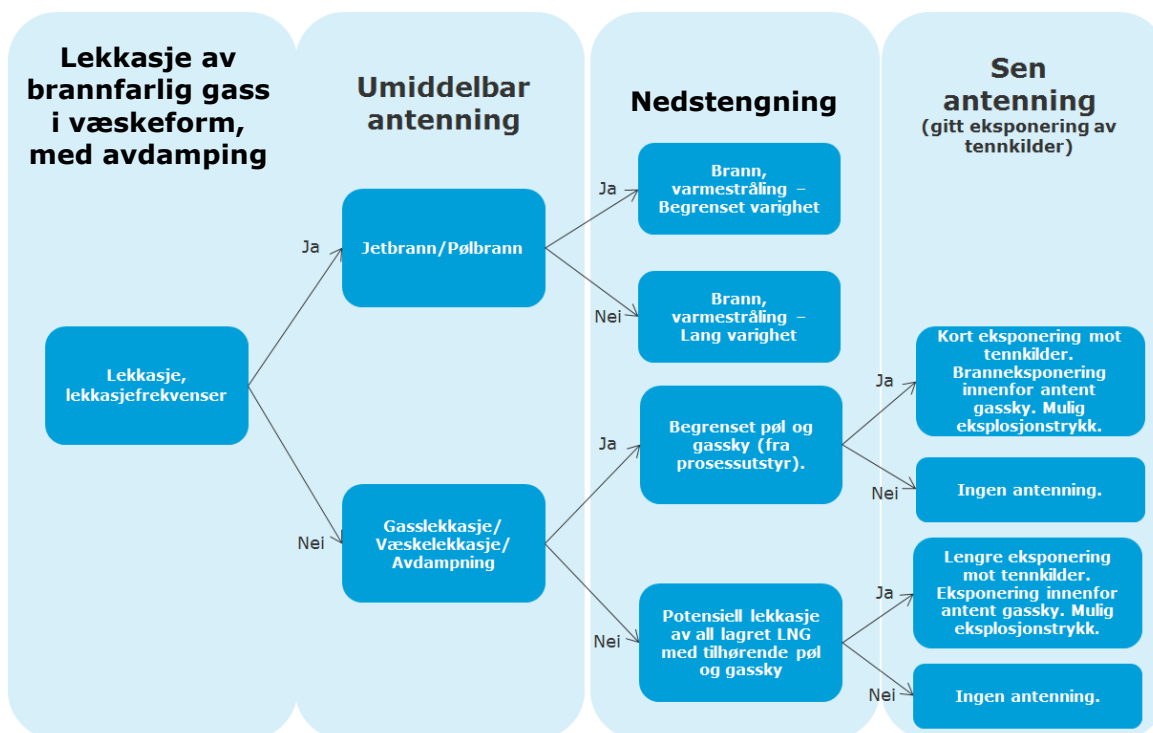 Lekkasje av
brannfarlig gass
i væskeform,
med avdamping
Umiddelbar
antenning
Nedstengning
Sen
antenning
(gitt eksponering av
tennkilder)
Lekkasje,
lekkasjefrekvenser
Ja
Nei
Jetbrann/Pølbrann
Gasslekkasje/
Væskelekkasje/
Avdampning
Ja
Nei
Ja
Nei
Brann,
varmestråling –
Begrenset varighet
Brann,
varmestråling –
Lang varighet
Begrenset pøl og
gassky (fra
prosessutstyr).
Potensiell lekkasje
av all lagret LNG
med tilhørende pøl
og gassky
Ja
Nei
Ja
Nei
Kort eksponering mot
tennkilder.
Branneksponering
innenfor antent
gassky. Mulig
eksplosjonstrykk.
Ingen antenning.
Lengre eksponering
mot tennkilder.
Eksponering innenfor
antent gassky. Mulig
eksplosjonstrykk.
Ingen antenning.